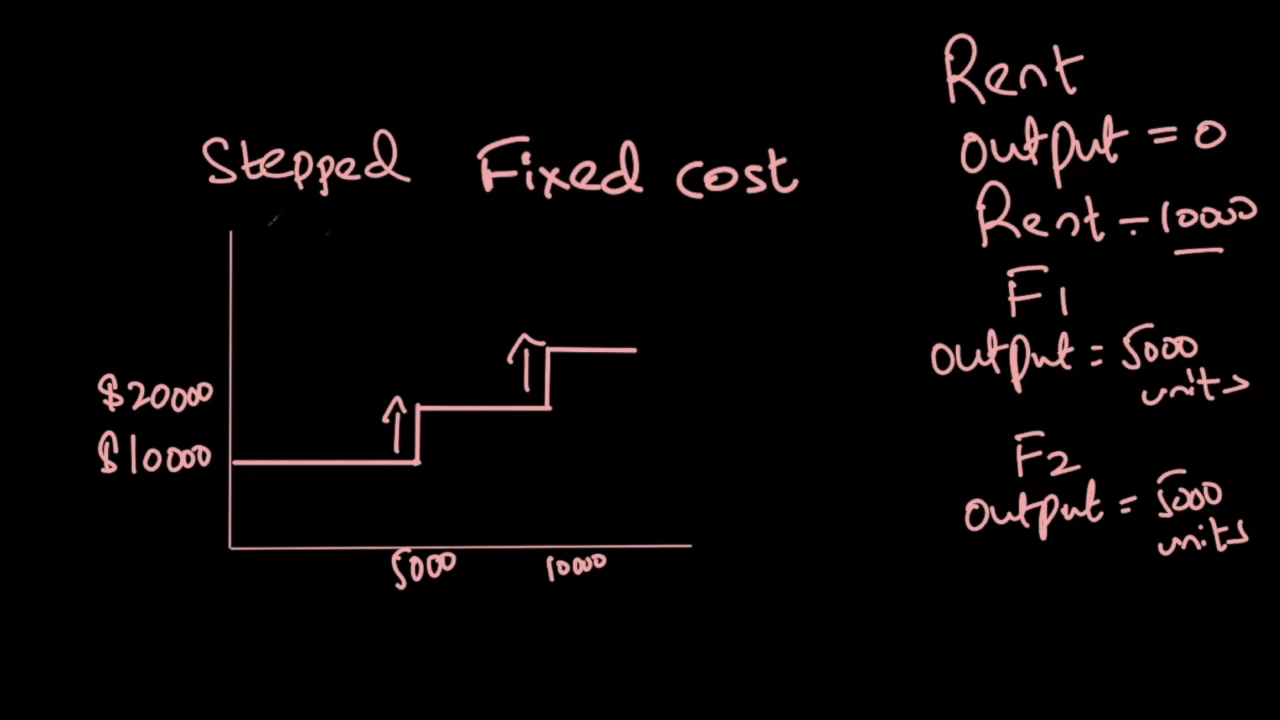 Stepped Fixed cost
$20000
$10000
5000 10000
Rent
output = 0
Rent - 10000
F1
output = 5000
units
F2
output = 5000
units